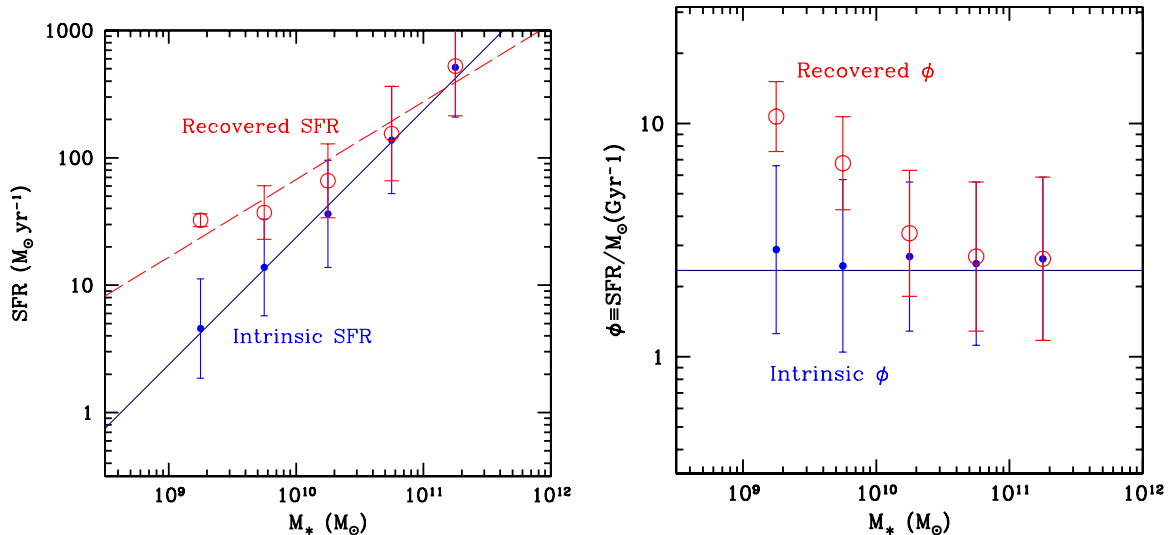 1000
100
10
1
SFR (M⊙ yr⁻¹)
Recovered SFR
Intrinsic SFR
10⁹ 10¹⁰ 10¹¹ 10¹²
M* (M⊙)
10
1
ϕ≡SFR/M⊙(Gyr-1)
Recovered ϕ
Intrinsic ϕ
10⁹ 10¹⁰ 10¹¹ 10¹²
M* (M⊙)